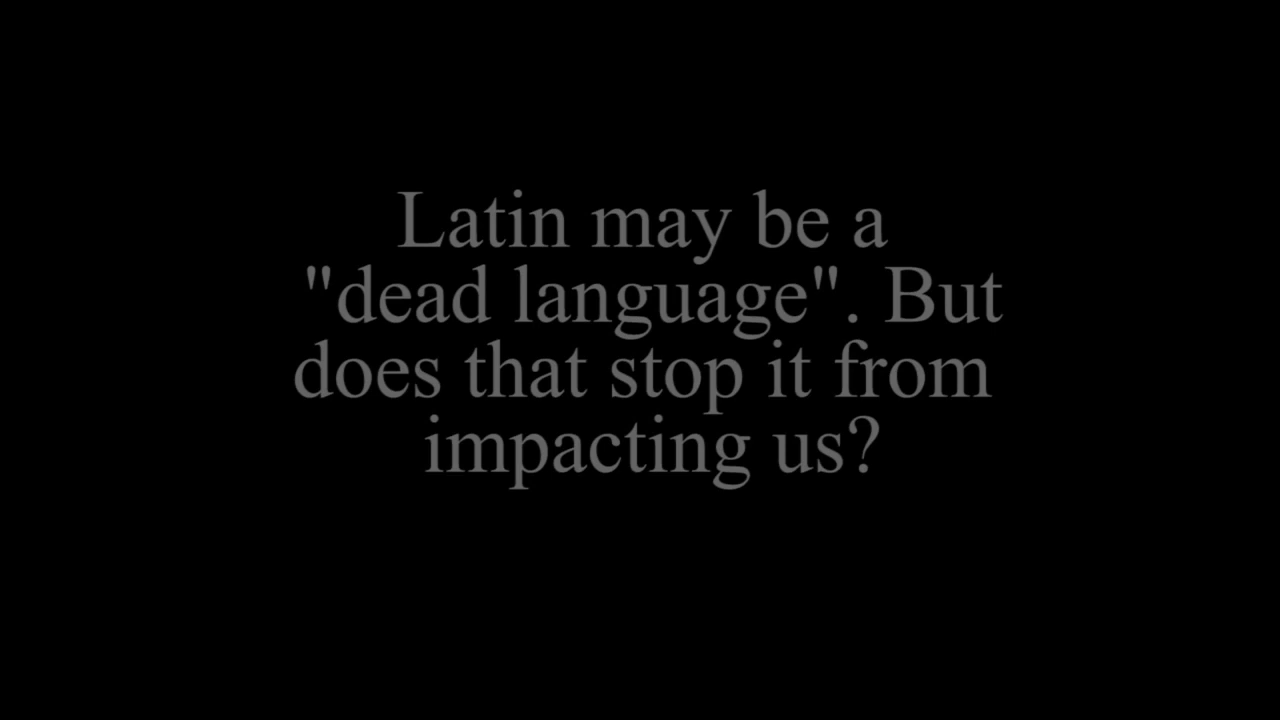 Latin may be a
"dead language". But
does that stop it from
impacting us?